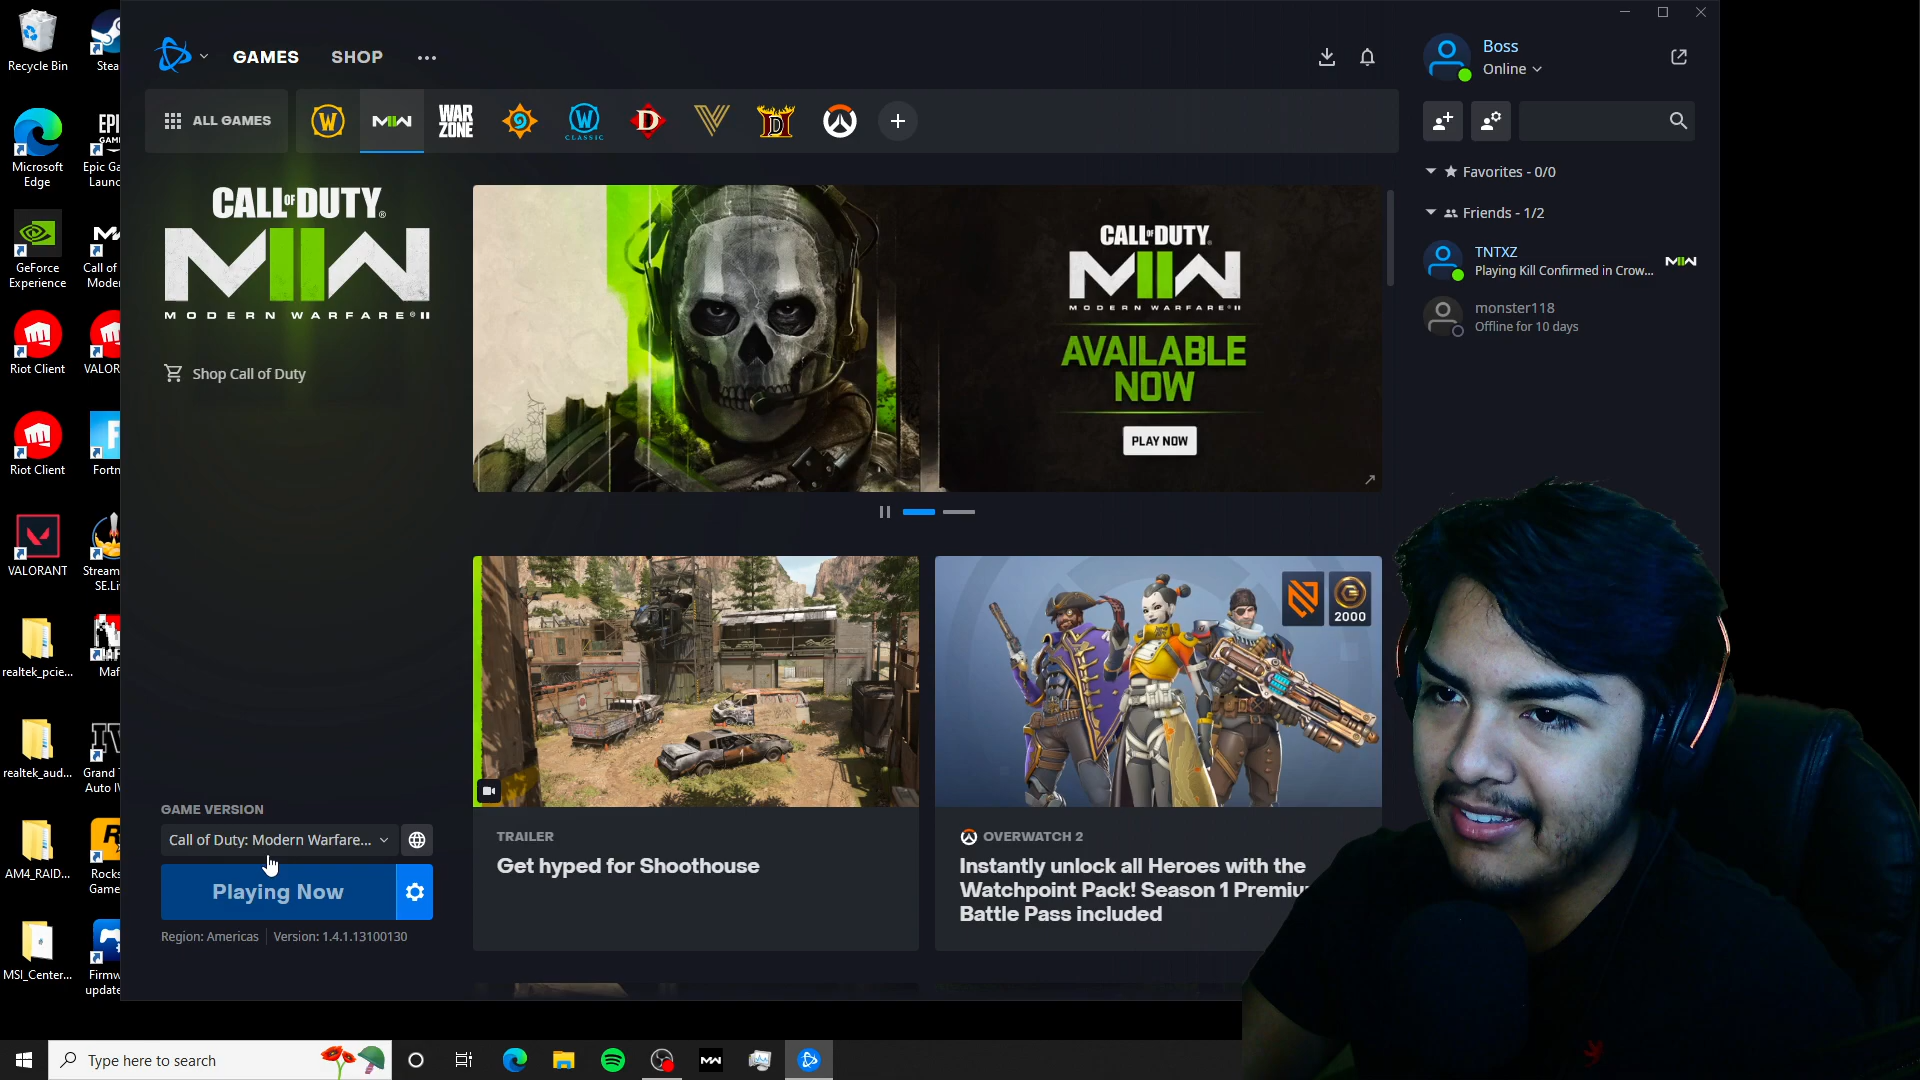 Recycle Bin
Stea
Microsoft
Edge
Epic Ga
Launc
GeForce
Experience
Call of
Moder
Riot Client
VALOR
Riot Client
Fortn
VALORANT
Stream
SE.Li
realtek_pcie...
Maf
realtek_aud...
Grand T
Auto IV
AM4_RAID...
Rocks
Game
MSI_Center...
Firmw
update
GAMES
SHOP
ALL GAMES
WAR
ZONE
CLASSIC
CALL OF DUTY
MODERN WARFARE II
Shop Call of Duty
CALL OF DUTY
MWII
MODERN WARFARE II
AVAILABLE
NOW
PLAY NOW
2000
TRAILER
Get hyped for Shoothouse
OVERWATCH 2
Instantly unlock all Heroes with the
Watchpoint Pack! Season 1 Premiu
Battle Pass included
GAME VERSION
Call of Duty: Modern Warfare...
Playing Now
Region: Americas
Version: 1.4.1.13100130
Boss
Online
Favorites - 0/0
Friends - 1/2
TNTXZ
Playing Kill Confirmed in Crow...
monster118
Offline for 10 days
Type here to search